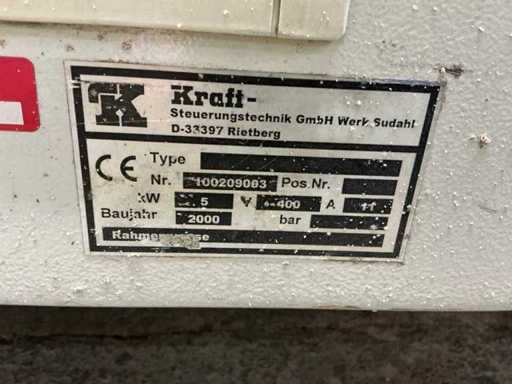 Kraft-
Steuerungstechnik GmbH Werk Sudahl
D-33397 Rietberg
CE Type
Nr. 100209083 Pos.Nr.
kW 5 V 400 A 11
Baujahr 2000 bar